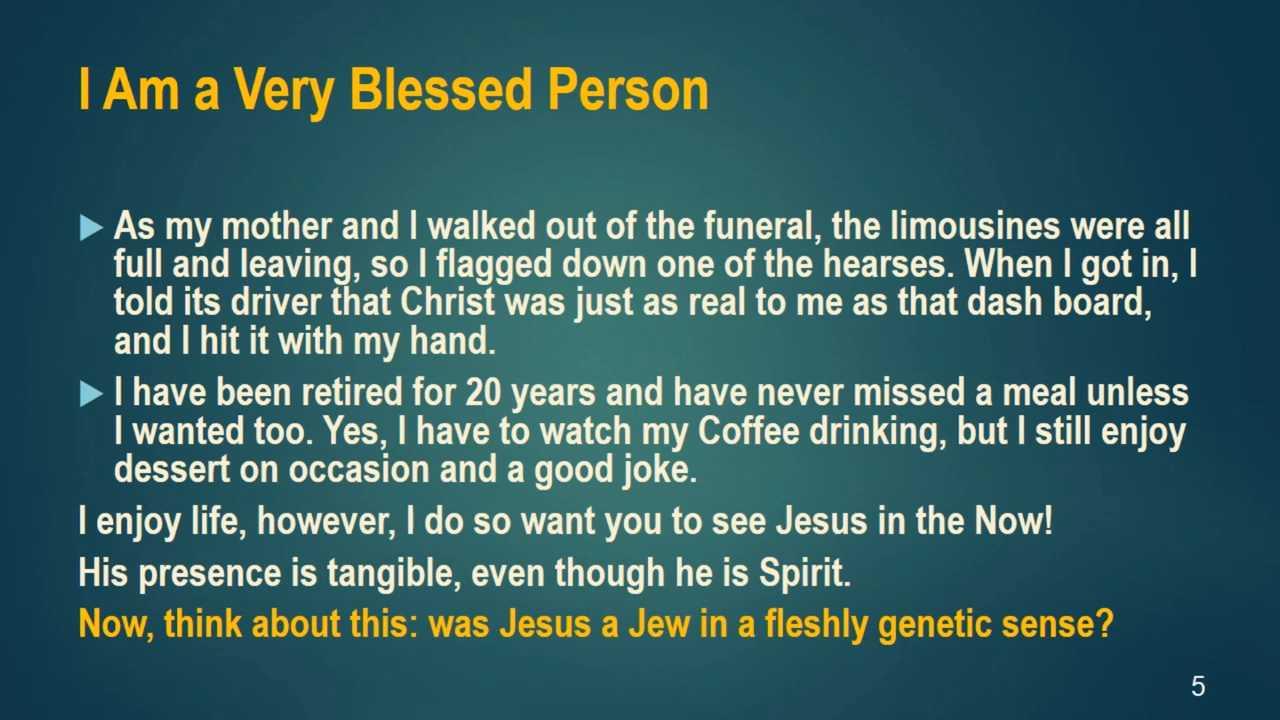 I Am a Very Blessed Person
As my mother and I walked out of the funeral, the limousines were all
full and leaving, so I flagged down one of the hearses. When I got in, I
told its driver that Christ was just as real to me as that dash board,
and I hit it with my hand.
I have been retired for 20 years and have never missed a meal unless
I wanted too. Yes, I have to watch my Coffee drinking, but I still enjoy
dessert on occasion and a good joke.
I enjoy life, however, I do so want you to see Jesus in the Now!
His presence is tangible, even though he is Spirit.
Now, think about this: was Jesus a Jew in a fleshly genetic sense?
5